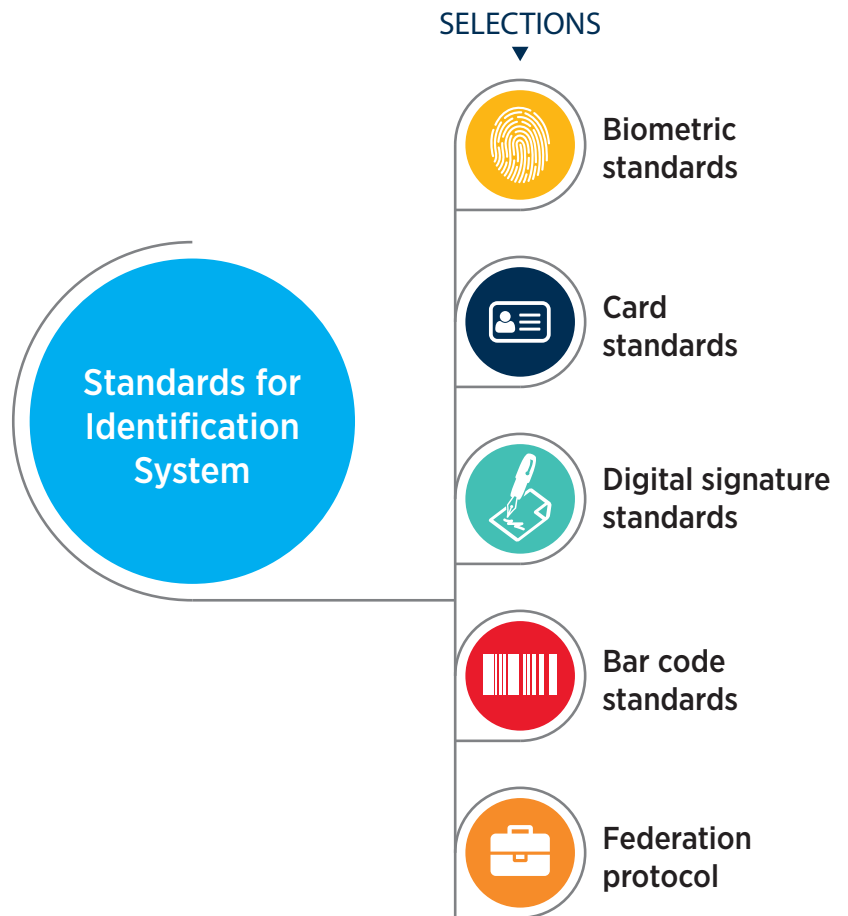 SELECTIONS
Standards for
Identification
System
Biometric
standards
Card
standards
Digital signature
standards
Bar code
standards
Federation
protocol